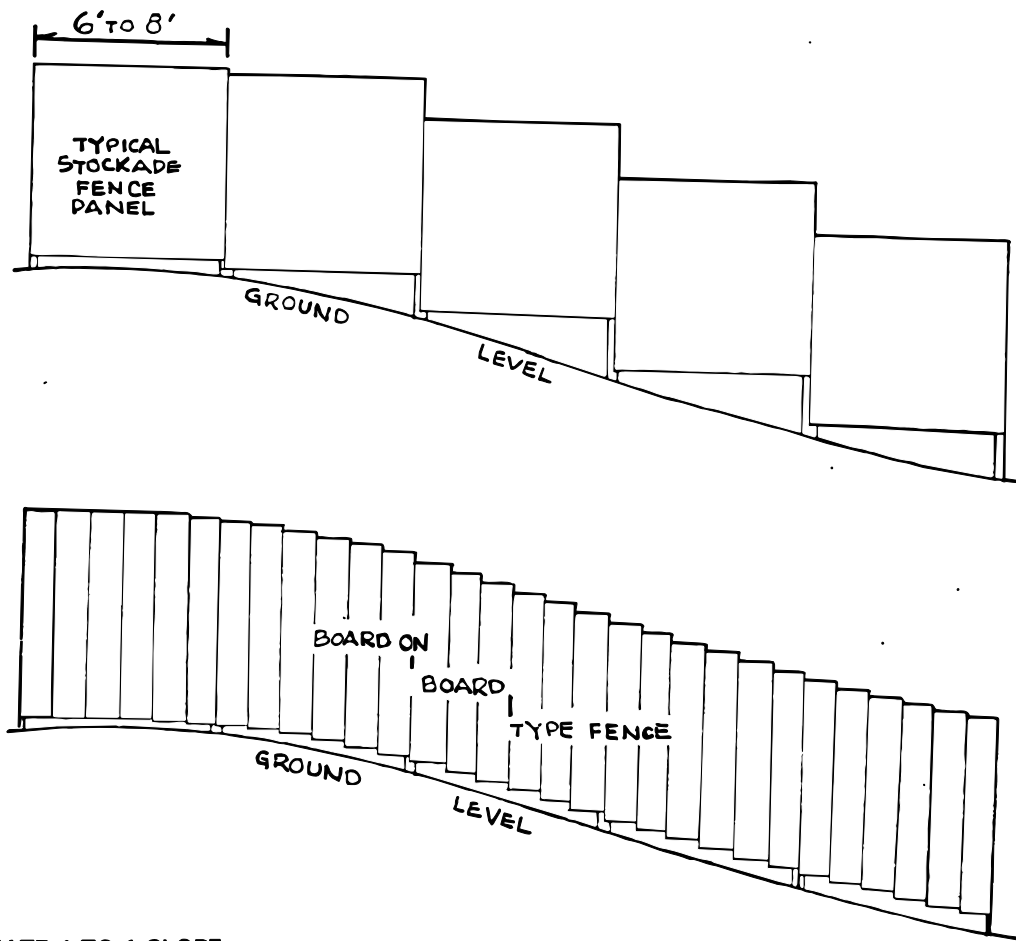 6' TO 8'
TYPICAL
STOCKADE
FENCE
PANEL
GROUND
LEVEL
BOARD ON
BOARD
TYPE FENCE
GROUND
LEVEL